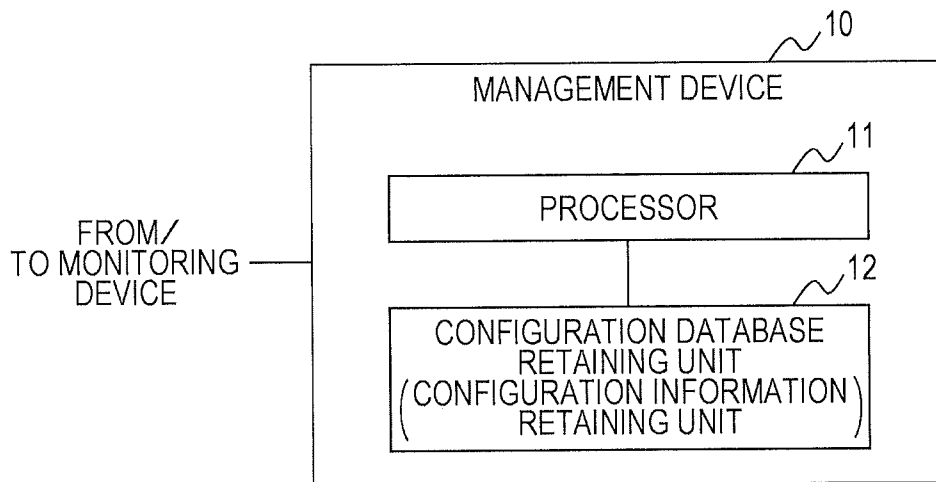 10
MANAGEMENT DEVICE
11
PROCESSOR
FROM/
TO MONITORING
DEVICE
12
CONFIGURATION DATABASE
RETAINING UNIT
(CONFIGURATION INFORMATION
RETAINING UNIT)